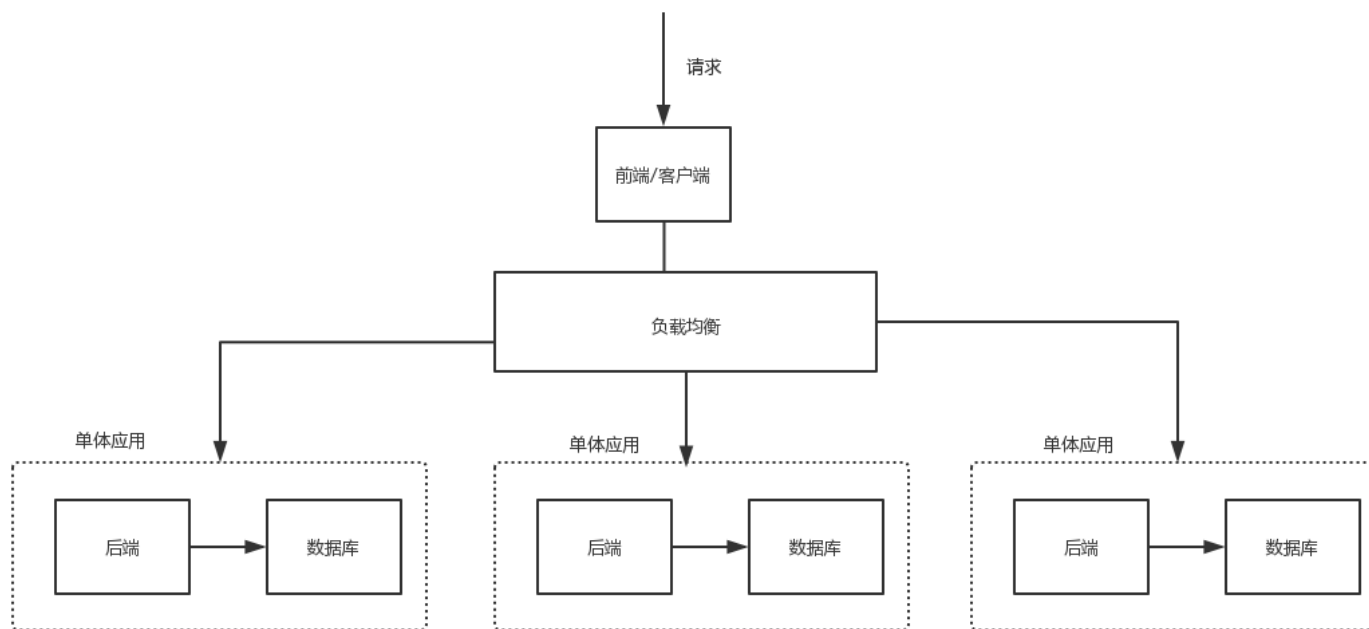 请求
前端/客户端
负载均衡
单体应用
单体应用
单体应用
后端
数据库
后端
数据库
后端
数据库